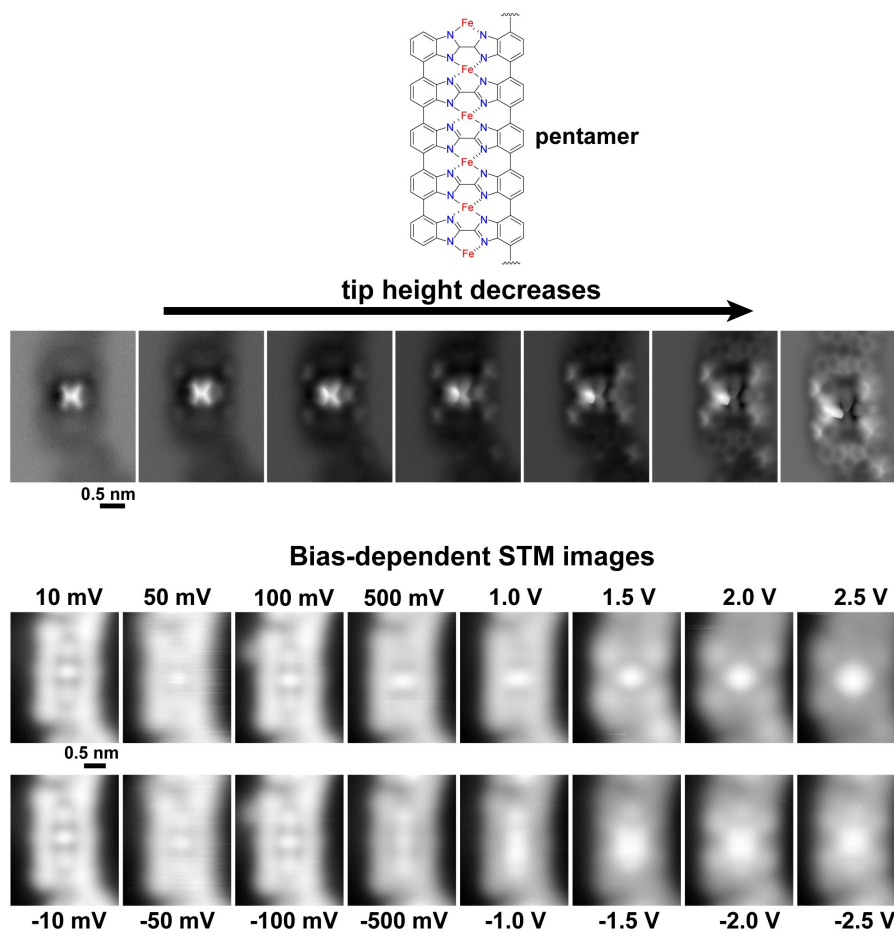 Fe
N N
N N
Fe
N N
N N
Fe
N N
pentamer
N N
Fe
N N
N N
Fe
N N
N N
Fe
tip height decreases
0.5 nm
Bias-dependent STM images
10 mV 50 mV 100 mV 500 mV 1.0 V 1.5 V 2.0 V 2.5 V
0.5 nm
-10 mV -50 mV -100 mV -500 mV -1.0 V -1.5 V -2.0 V -2.5 V